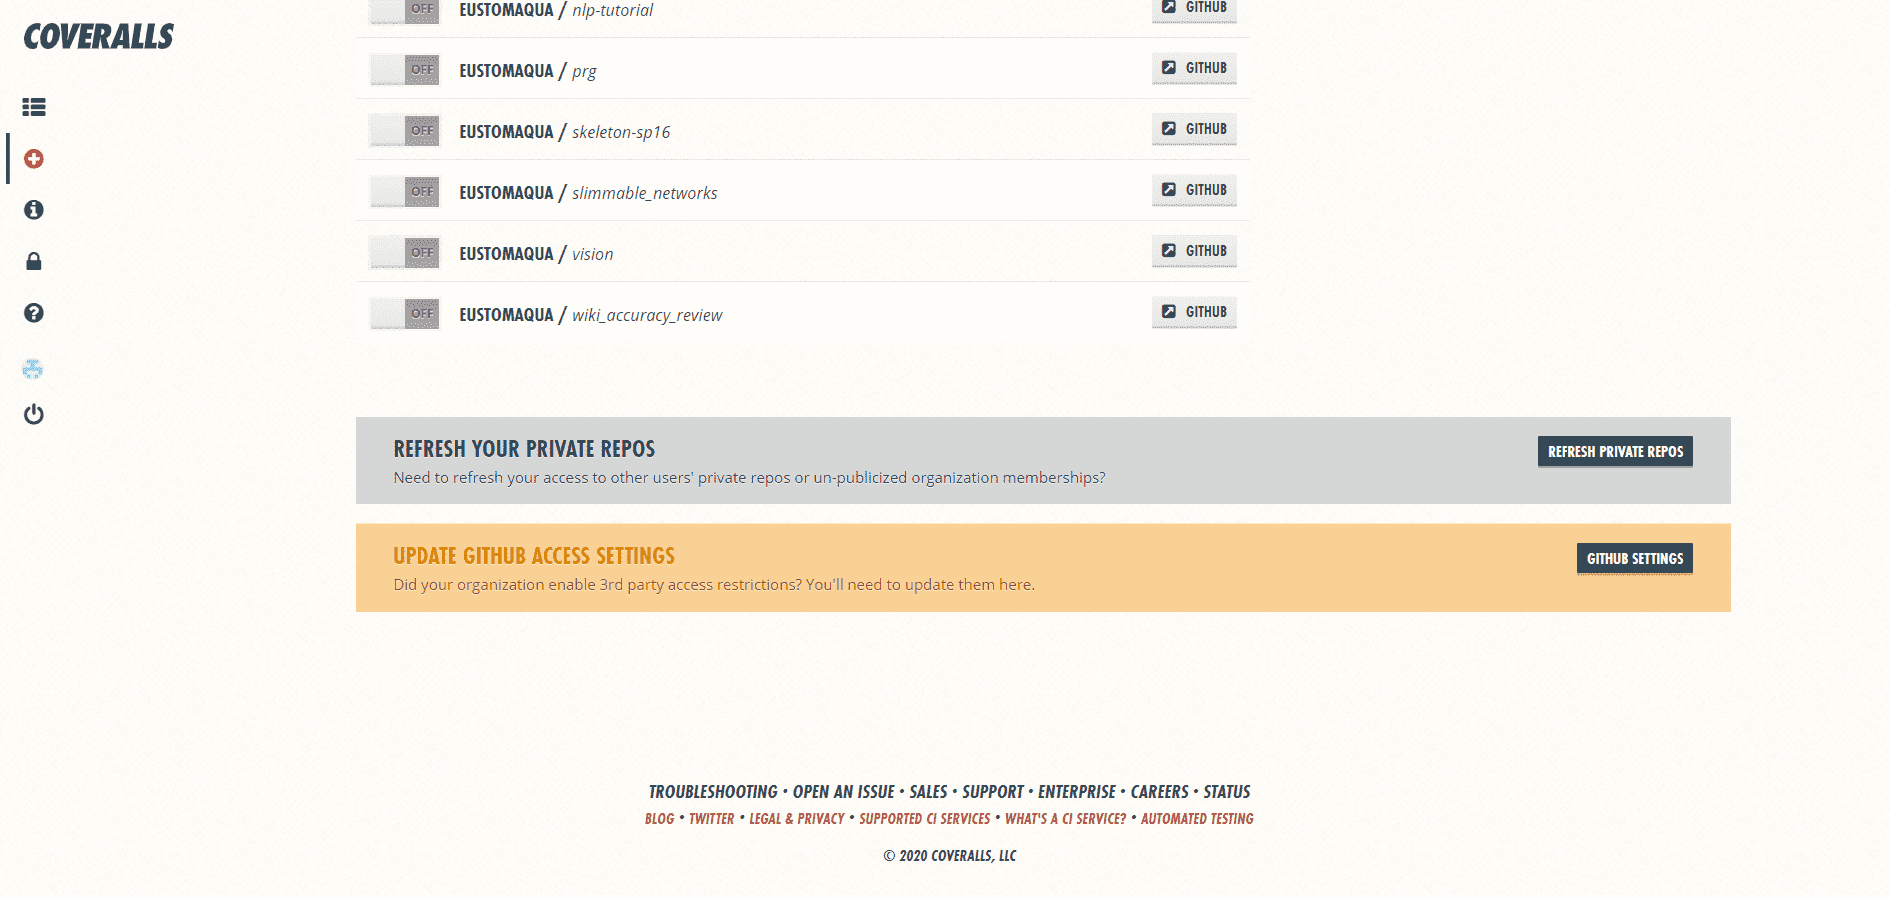 COVERALLS
OFF EUSTOMAQUA / nlp-tutorial GITHUB
OFF EUSTOMAQUA / prg GITHUB
OFF EUSTOMAQUA / skeleton-sp16 GITHUB
OFF EUSTOMAQUA / slimmable_networks GITHUB
OFF EUSTOMAQUA / vision GITHUB
OFF EUSTOMAQUA / wiki_accuracy_review GITHUB
REFRESH YOUR PRIVATE REPOS REFRESH PRIVATE REPOS
Need to refresh your access to other users' private repos or un-publicized organization memberships?
UPDATE GITHUB ACCESS SETTINGS GITHUB SETTINGS
Did your organization enable 3rd party access restrictions? You'll need to update them here.
TROUBLESHOOTING • OPEN AN ISSUE • SALES • SUPPORT • ENTERPRISE • CAREERS • STATUS
BLOG • TWITTER • LEGAL & PRIVACY • SUPPORTED CI SERVICES • WHAT'S A CI SERVICE? • AUTOMATED TESTING
© 2020 COVERALLS, LLC